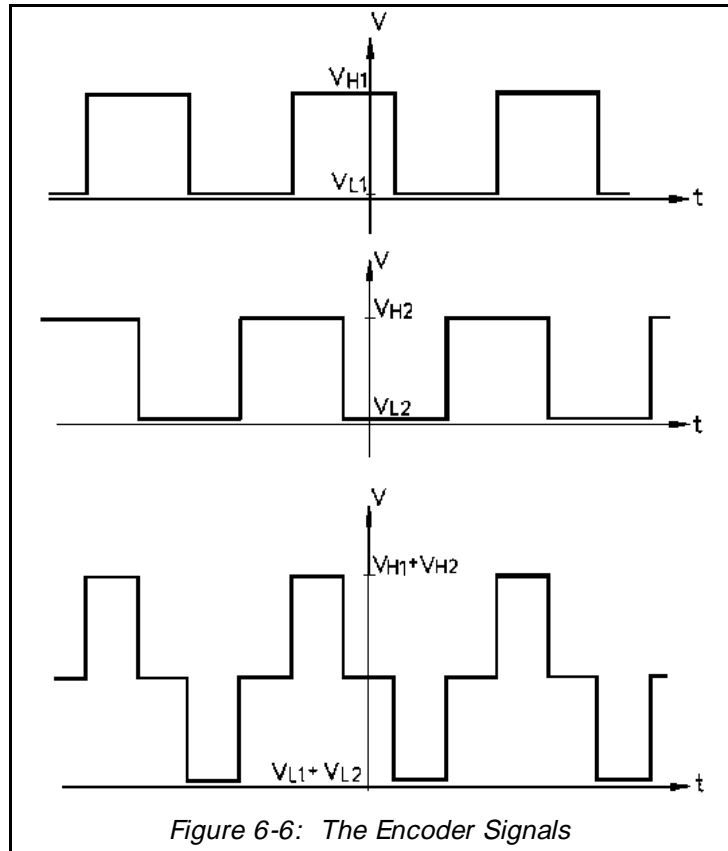 V
VH1
VL1
t
V
VH2
VL2
t
V
VH1+VH2
VL1+VL2
t
Figure 6-6: The Encoder Signals